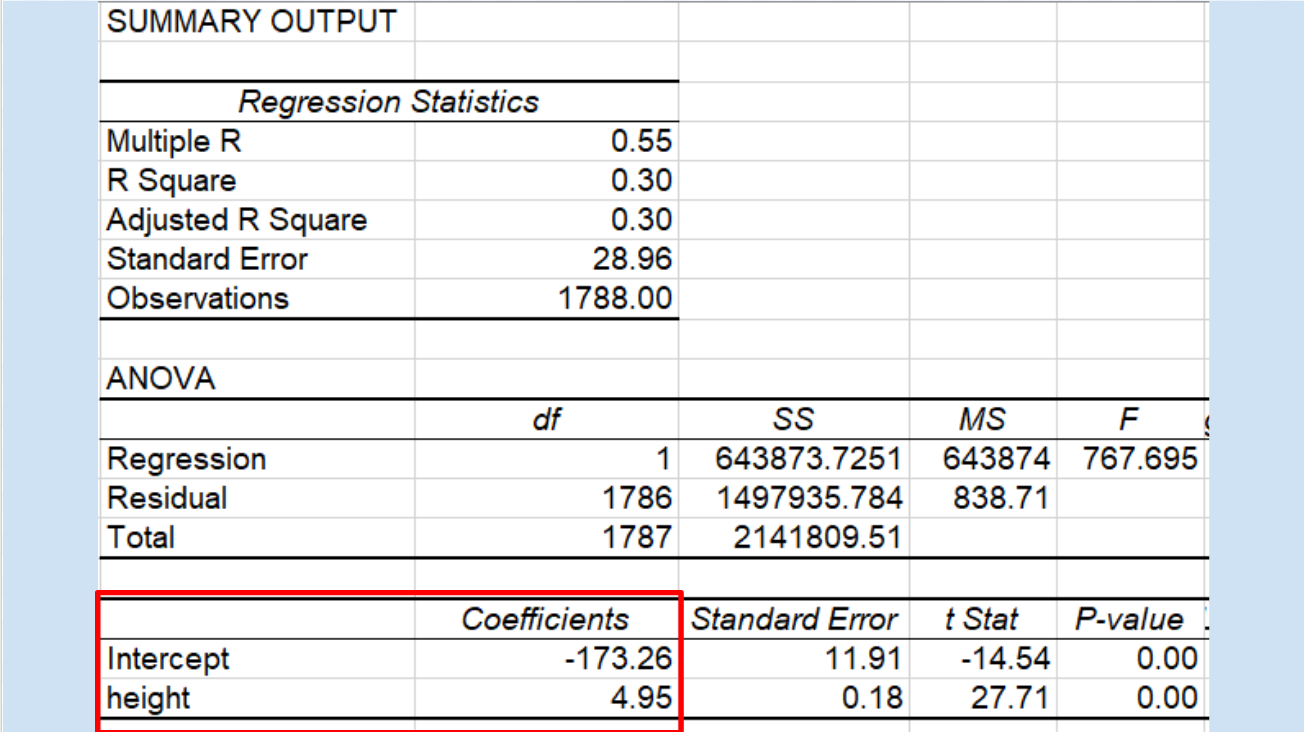 SUMMARY OUTPUT
Regression Statistics
Multiple R 0.55
R Square 0.30
Adjusted R Square 0.30
Standard Error 28.96
Observations 1788.00
ANOVA
df SS MS F
Regression 1 643873.7251 643874 767.695
Residual 1786 1497935.784 838.71
Total 1787 2141809.51
Coefficients Standard Error t Stat P-value
Intercept -173.26 11.91 -14.54 0.00
height 4.95 0.18 27.71 0.00